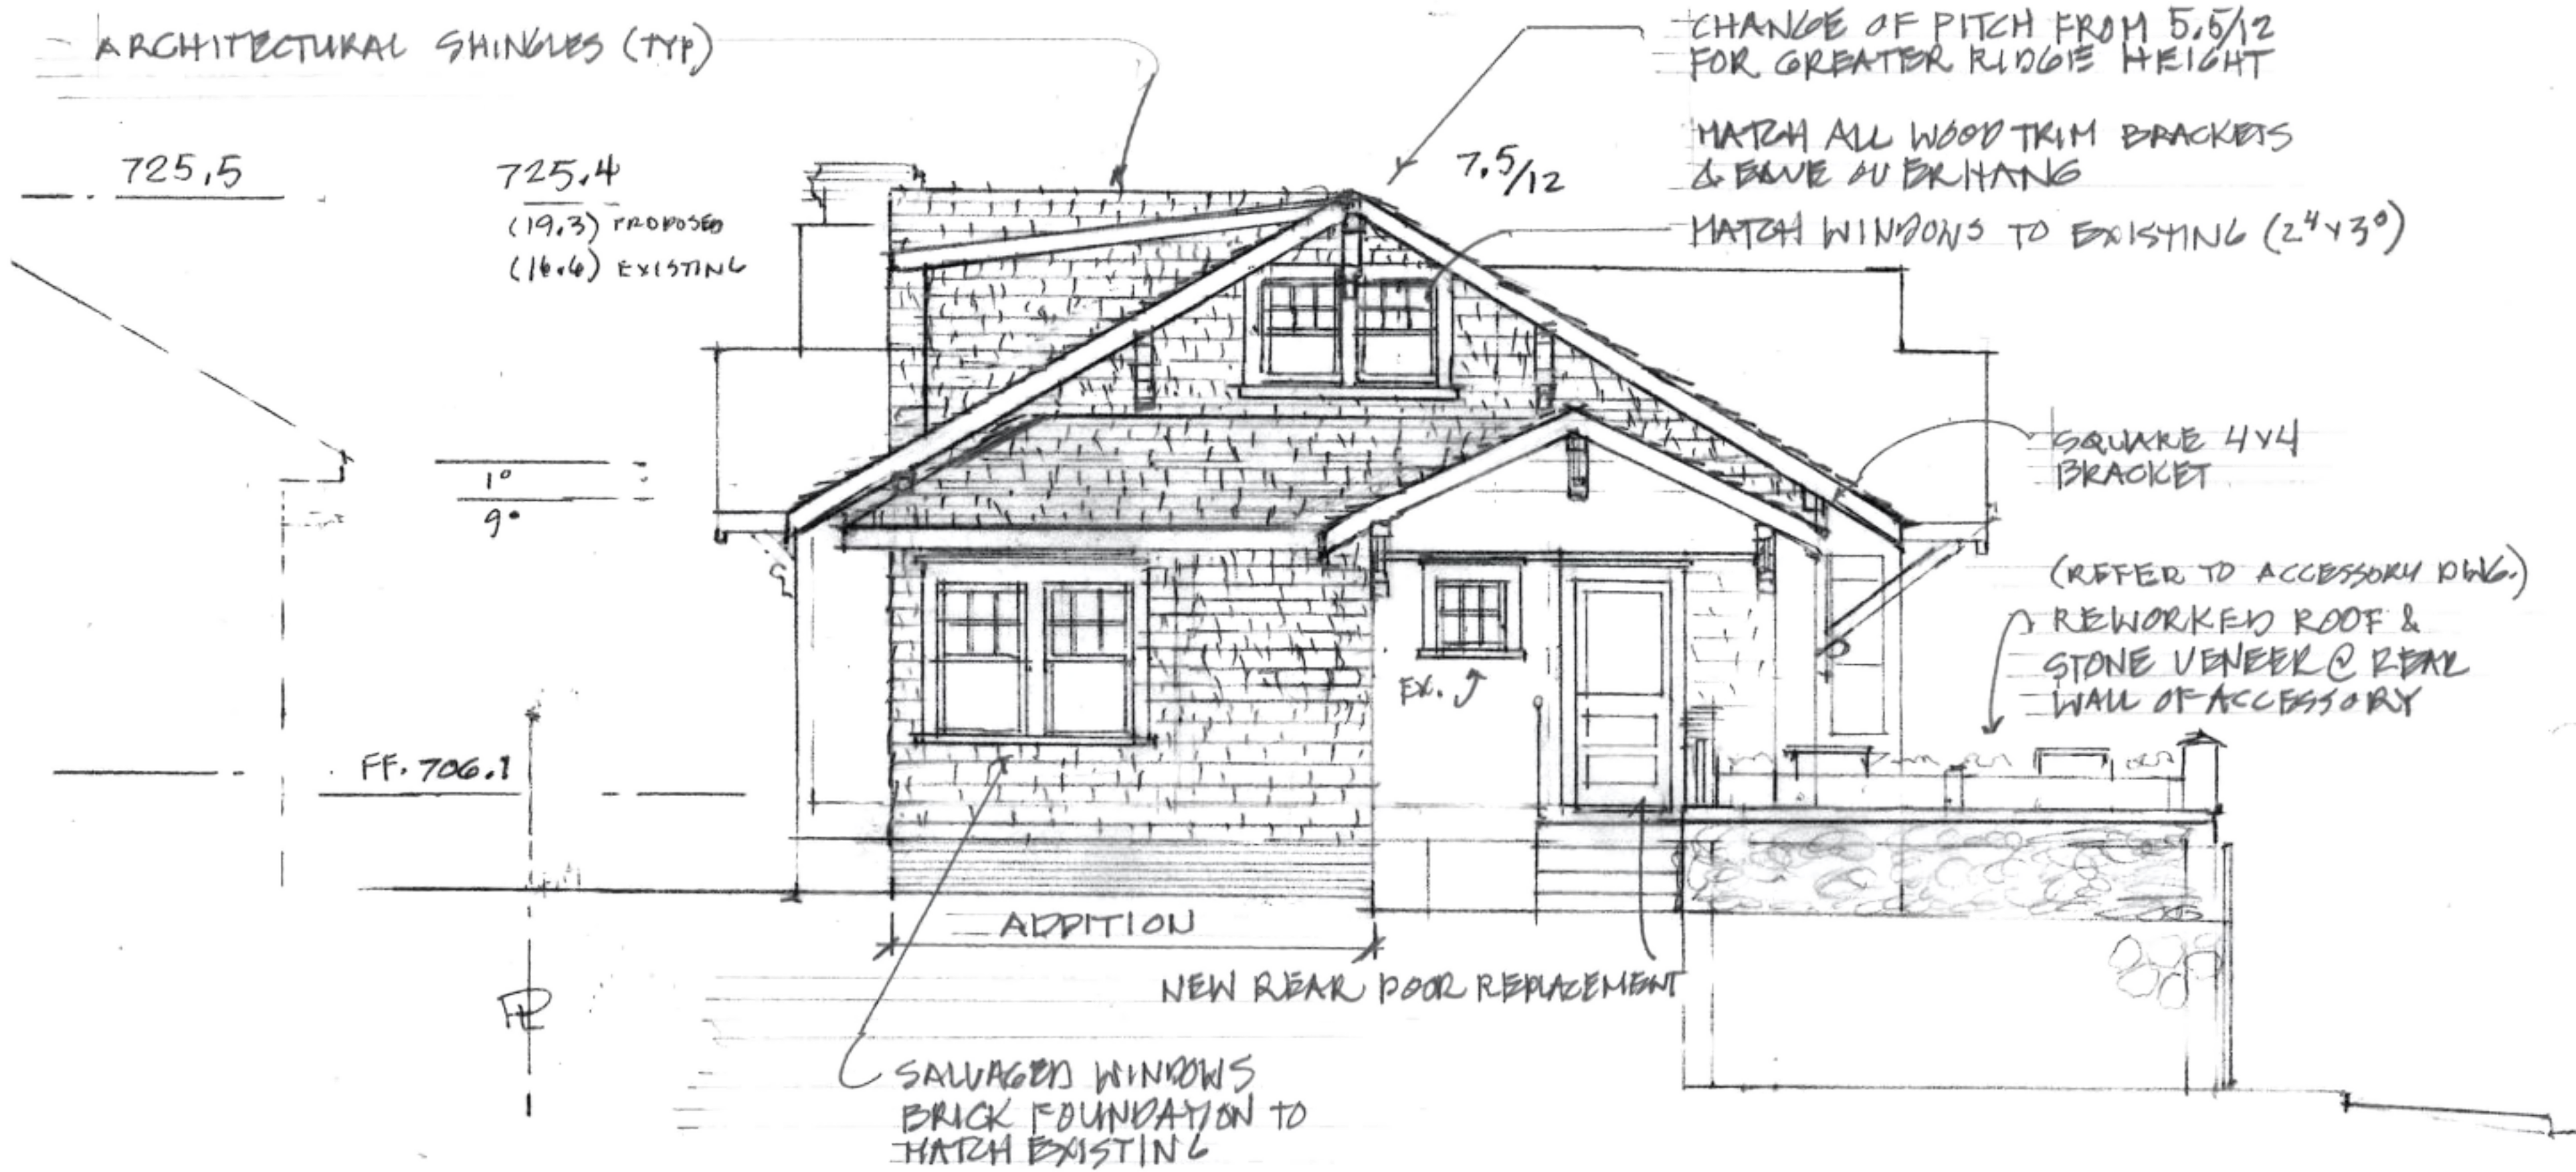 ARCHITECTURAL SHINGLES (TYP)
CHANGE OF PITCH FROM 5.5/12
FOR GREATER RIDGE HEIGHT
MATCH ALL WOOD TRIM BRACKETS
& EAVE OVERHANG
MATCH WINDOWS TO EXISTING (2⁴ x 3⁰)
725.5
725.4
(19.3) PROPOSED
(16.6) EXISTING
7.5/12
SQUARE 4x4
BRACKET
1⁰
9⁰
(REFER TO ACCESSORY DWG.)
REWORKED ROOF &
STONE VENEER @ REAR
WALL OF ACCESSORY
EX.
FF. 706.1
ADDITION
NEW REAR DOOR REPLACEMENT
PL
SALVAGED WINDOWS
BRICK FOUNDATION TO
MATCH EXISTING